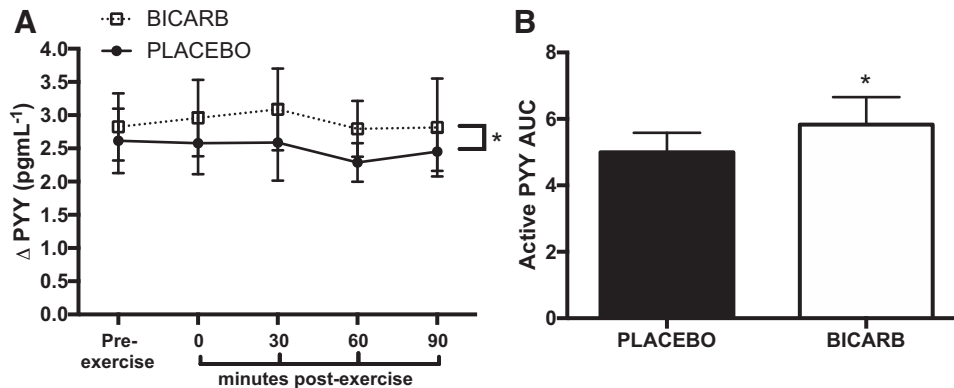 A
BICARB
PLACEBO
Δ PYY (pgmL-1)
4.0
3.5
3.0
2.5
2.0
1.5
1.0
0.5
0.0
*
Pre-
exercise
0 30 60 90
minutes post-exercise
B
Active PYY AUC
8
6
4
2
0
*
PLACEBO BICARB